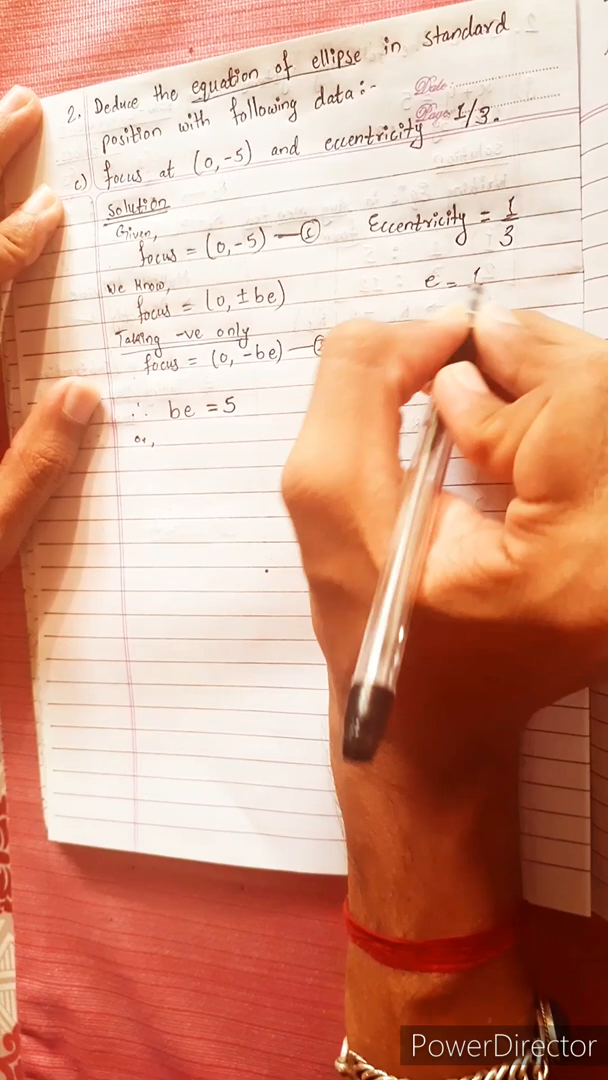 2. Deduce the equation of ellipse in standard
position with following data:-
Date:
Page:
c) focus at (0,-5) and eccentricity 1/3.
Solution
Given,
focus = (0,-5) —①
Eccentricity = 1/3
We know,
focus = (0, ±be)
e = 1
Taking -ve only
focus = (0, -be) —
∴ be = 5
or,
PowerDirector